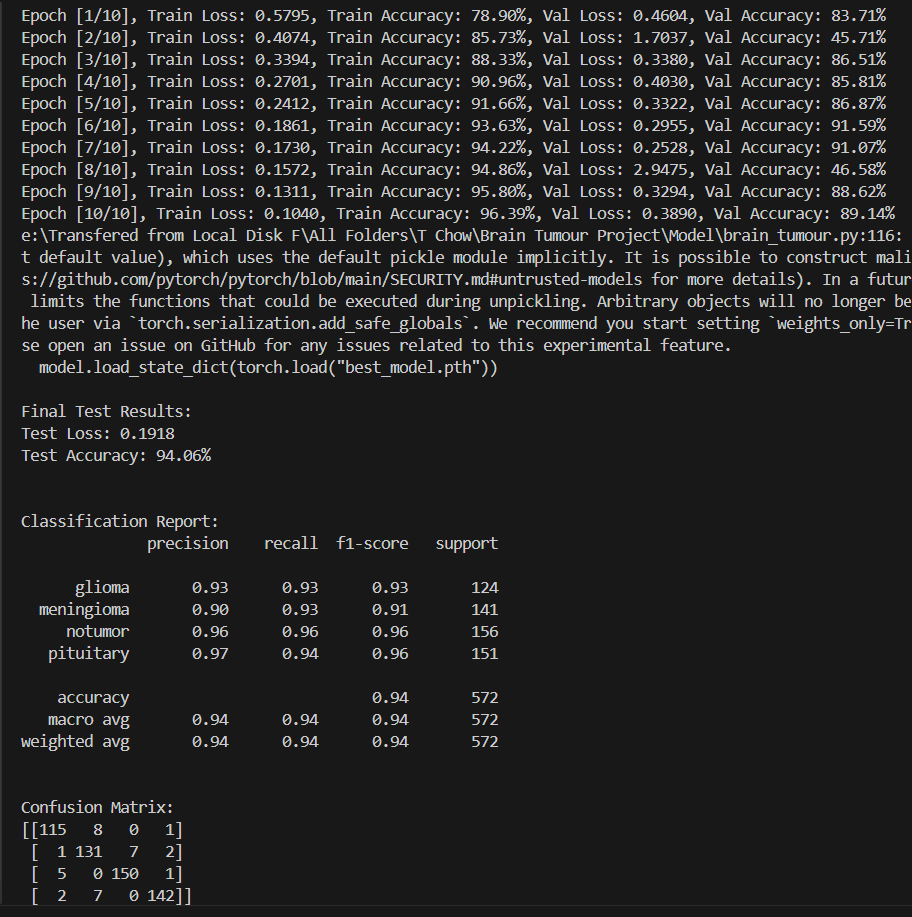 Epoch [1/10], Train Loss: 0.5795, Train Accuracy: 78.90%, Val Loss: 0.4604, Val Accuracy: 83.71%
Epoch [2/10], Train Loss: 0.4074, Train Accuracy: 85.73%, Val Loss: 1.7037, Val Accuracy: 45.71%
Epoch [3/10], Train Loss: 0.3394, Train Accuracy: 88.33%, Val Loss: 0.3380, Val Accuracy: 86.51%
Epoch [4/10], Train Loss: 0.2701, Train Accuracy: 90.96%, Val Loss: 0.4030, Val Accuracy: 85.81%
Epoch [5/10], Train Loss: 0.2412, Train Accuracy: 91.66%, Val Loss: 0.3322, Val Accuracy: 86.87%
Epoch [6/10], Train Loss: 0.1861, Train Accuracy: 93.63%, Val Loss: 0.2955, Val Accuracy: 91.59%
Epoch [7/10], Train Loss: 0.1730, Train Accuracy: 94.22%, Val Loss: 0.2528, Val Accuracy: 91.07%
Epoch [8/10], Train Loss: 0.1572, Train Accuracy: 94.86%, Val Loss: 2.9475, Val Accuracy: 46.58%
Epoch [9/10], Train Loss: 0.1311, Train Accuracy: 95.80%, Val Loss: 0.3294, Val Accuracy: 88.62%
Epoch [10/10], Train Loss: 0.1040, Train Accuracy: 96.39%, Val Loss: 0.3890, Val Accuracy: 89.14%
e:\Transfered from Local Disk F\All Folders\T Chow\Brain Tumour Project\Model\brain_tumour.py:116:
t default value), which uses the default pickle module implicitly. It is possible to construct mali
s://github.com/pytorch/pytorch/blob/main/SECURITY.md#untrusted-models for more details). In a futur
limits the functions that could be executed during unpickling. Arbitrary objects will no longer be
he user via `torch.serialization.add_safe_globals`. We recommend you start setting `weights_only=Tr
se open an issue on GitHub for any issues related to this experimental feature.
model.load_state_dict(torch.load("best_model.pth"))
Final Test Results:
Test Loss: 0.1918
Test Accuracy: 94.06%
Classification Report:
precision recall f1-score support
glioma 0.93 0.93 0.93 124
meningioma 0.90 0.93 0.91 141
notumor 0.96 0.96 0.96 156
pituitary 0.97 0.94 0.96 151
accuracy 0.94 572
macro avg 0.94 0.94 0.94 572
weighted avg 0.94 0.94 0.94 572
Confusion Matrix:
[[115 8 0 1]
[ 1 131 7 2]
[ 5 0 150 1]
[ 2 7 0 142]]